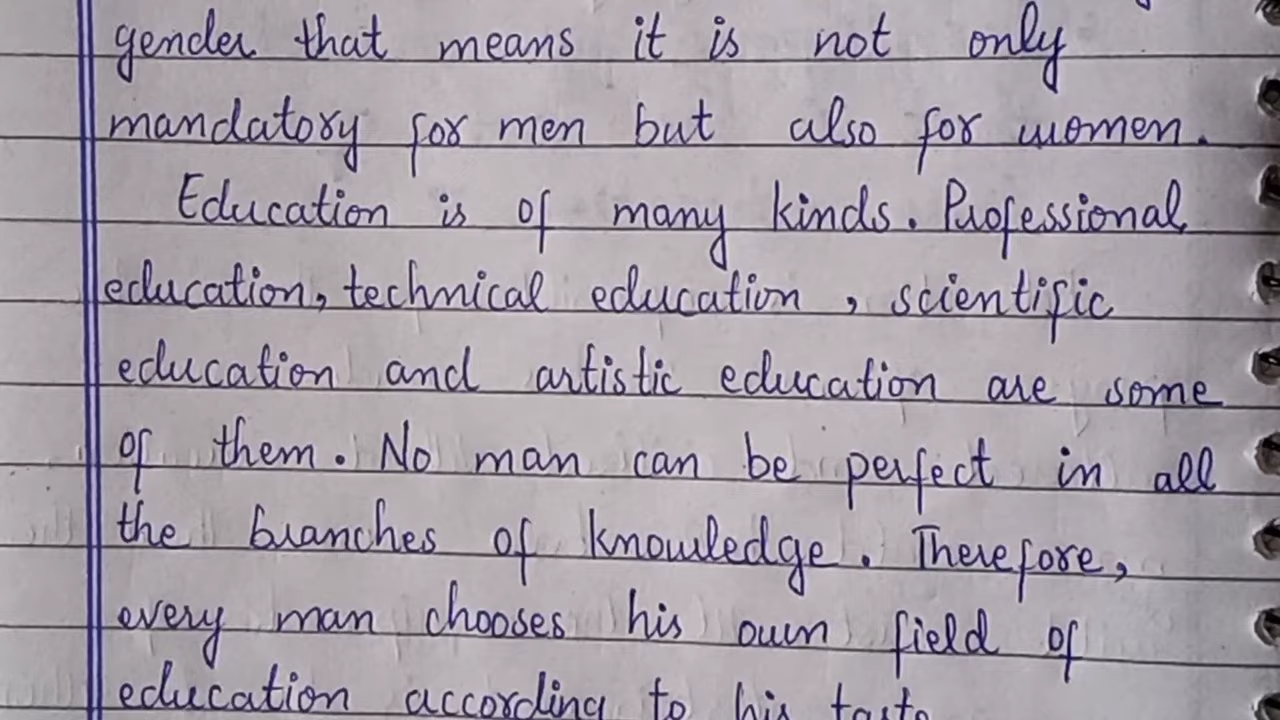 gender that means it is not only
mandatory for men but also for women.
Education is of many kinds. Professional
education, technical education, scientific
education and artistic education are some
of them. No man can be perfect in all
the branches of knowledge. Therefore,
every man chooses his own field of
education according to his taste